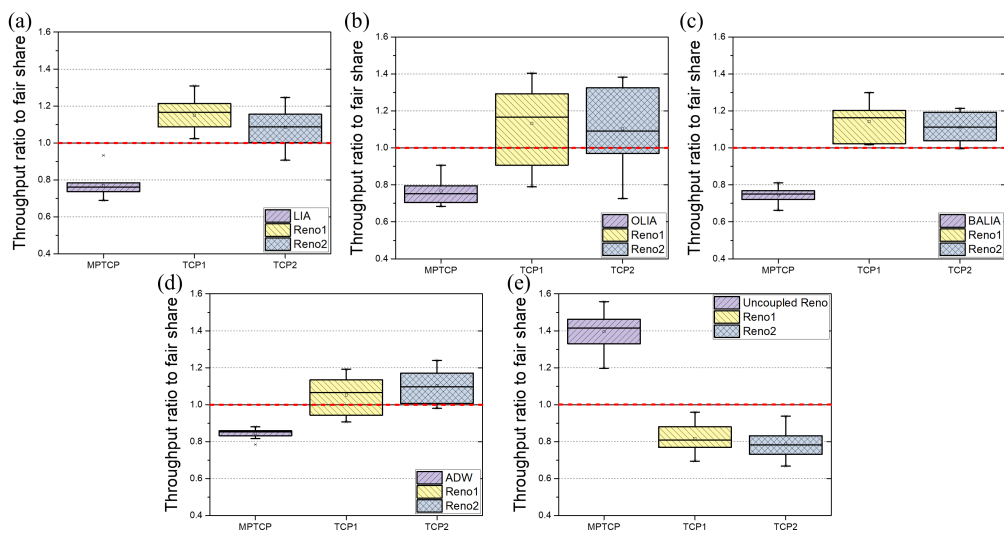 (a)
Throughput ratio to fair share
1.6
1.4
1.2
1.0
0.8
0.6
0.4
LIA
Reno1
Reno2
MPTCP TCP1 TCP2
(b)
Throughput ratio to fair share
1.6
1.4
1.2
1.0
0.8
0.6
0.4
OLIA
Reno1
Reno2
MPTCP TCP1 TCP2
(c)
Throughput ratio to fair share
1.6
1.4
1.2
1.0
0.8
0.6
0.4
BALIA
Reno1
Reno2
MPTCP TCP1 TCP2
(d)
Throughput ratio to fair share
1.6
1.4
1.2
1.0
0.8
0.6
0.4
ADW
Reno1
Reno2
MPTCP TCP1 TCP2
(e)
Throughput ratio to fair share
1.6
1.4
1.2
1.0
0.8
0.6
0.4
Uncoupled Reno
Reno1
Reno2
MPTCP TCP1 TCP2